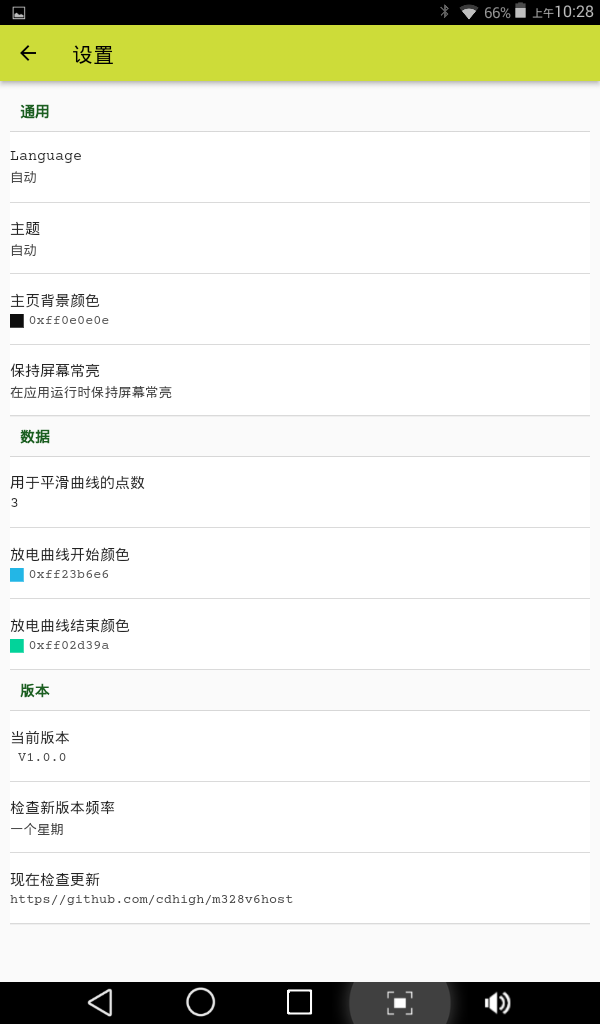 66% 上午10:28
设置
通用
Language
自动
主题
自动
主页背景颜色
0xff0e0e0e
保持屏幕常亮
在应用运行时保持屏幕常亮
数据
用于平滑曲线的点数
3
放电曲线开始颜色
0xff23b6e6
放电曲线结束颜色
0xff02d39a
版本
当前版本
V1.0.0
检查新版本频率
一个星期
现在检查更新
https//github.com/cdhigh/m328v6host